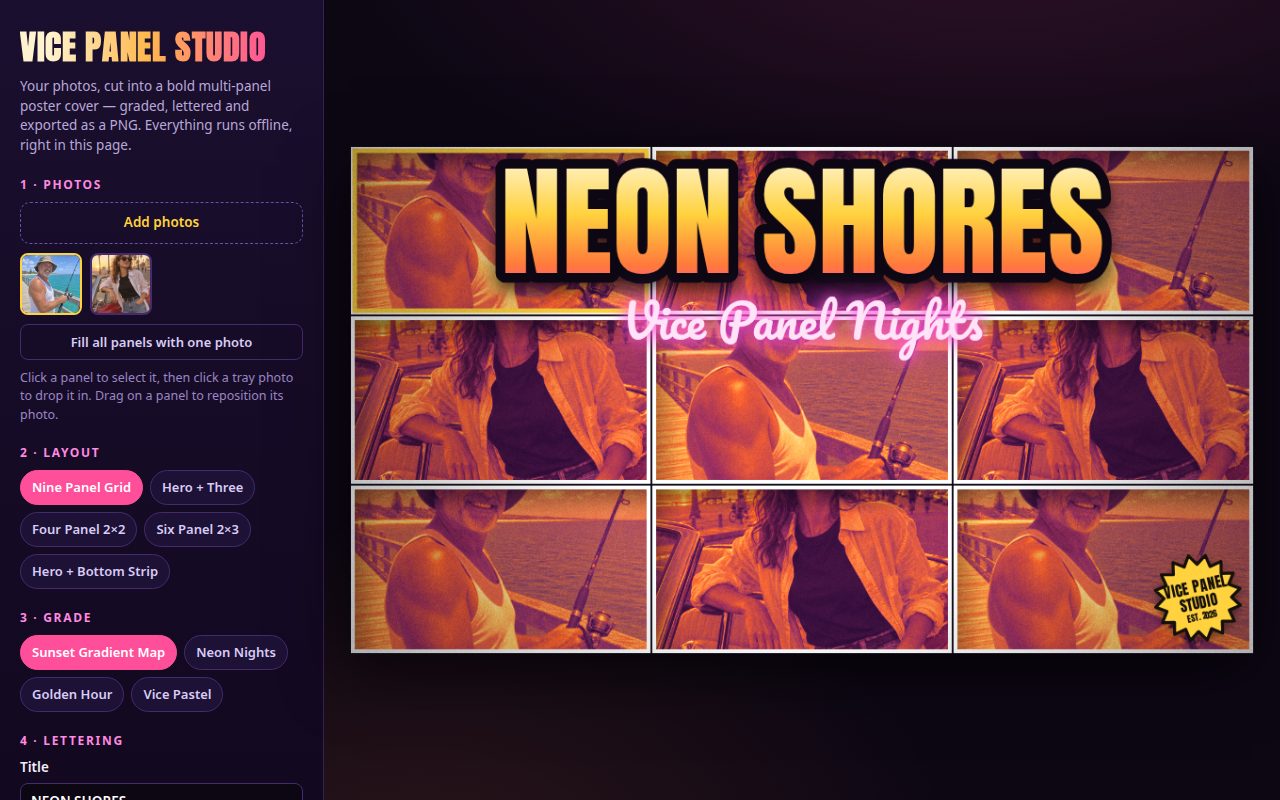 VICE PANEL STUDIO
Your photos, cut into a bold multi-panel
poster cover — graded, lettered and
exported as a PNG. Everything runs offline,
right in this page.
1 · PHOTOS
Add photos
Fill all panels with one photo
Click a panel to select it, then click a tray photo
to drop it in. Drag on a panel to reposition its
photo.
2 · LAYOUT
Nine Panel Grid
Hero + Three
Four Panel 2×2
Six Panel 2×3
Hero + Bottom Strip
3 · GRADE
Sunset Gradient Map
Neon Nights
Golden Hour
Vice Pastel
4 · LETTERING
Title
NEON SHORES
NEON SHORES
Vice Panel Nights
VICE PANEL
STUDIO
EST. 2026